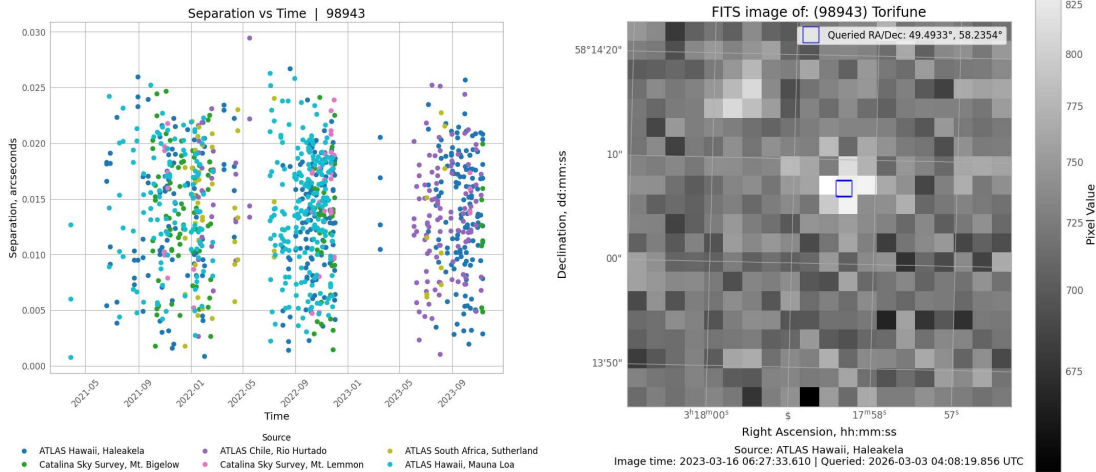 Separation vs Time | 98943
0.030
0.025
0.020
0.015
0.010
0.005
0.000
Separation, arcseconds
2021-05
2021-09
2022-01
2022-05
2022-09
2023-01
2023-05
2023-09
Time
Source
ATLAS Hawaii, Haleakela
Catalina Sky Survey, Mt. Bigelow
ATLAS Chile, Rio Hurtado
Catalina Sky Survey, Mt. Lemmon
ATLAS South Africa, Sutherland
ATLAS Hawaii, Mauna Loa
FITS image of: (98943) Torifune
Queried RA/Dec: 49.4933°, 58.2354°
58°14'20"
10"
00"
13'50"
Declination, dd:mm:ss
3ʰ18ᵐ00ˢ
$
17ᵐ58ˢ
57ˢ
Right Ascension, hh:mm:ss
Source: ATLAS Hawaii, Haleakela
Image time: 2023-03-16 06:27:33.610 | Queried: 2026-03-03 04:08:19.856 UTC
825
800
775
750
725
700
675
Pixel Value